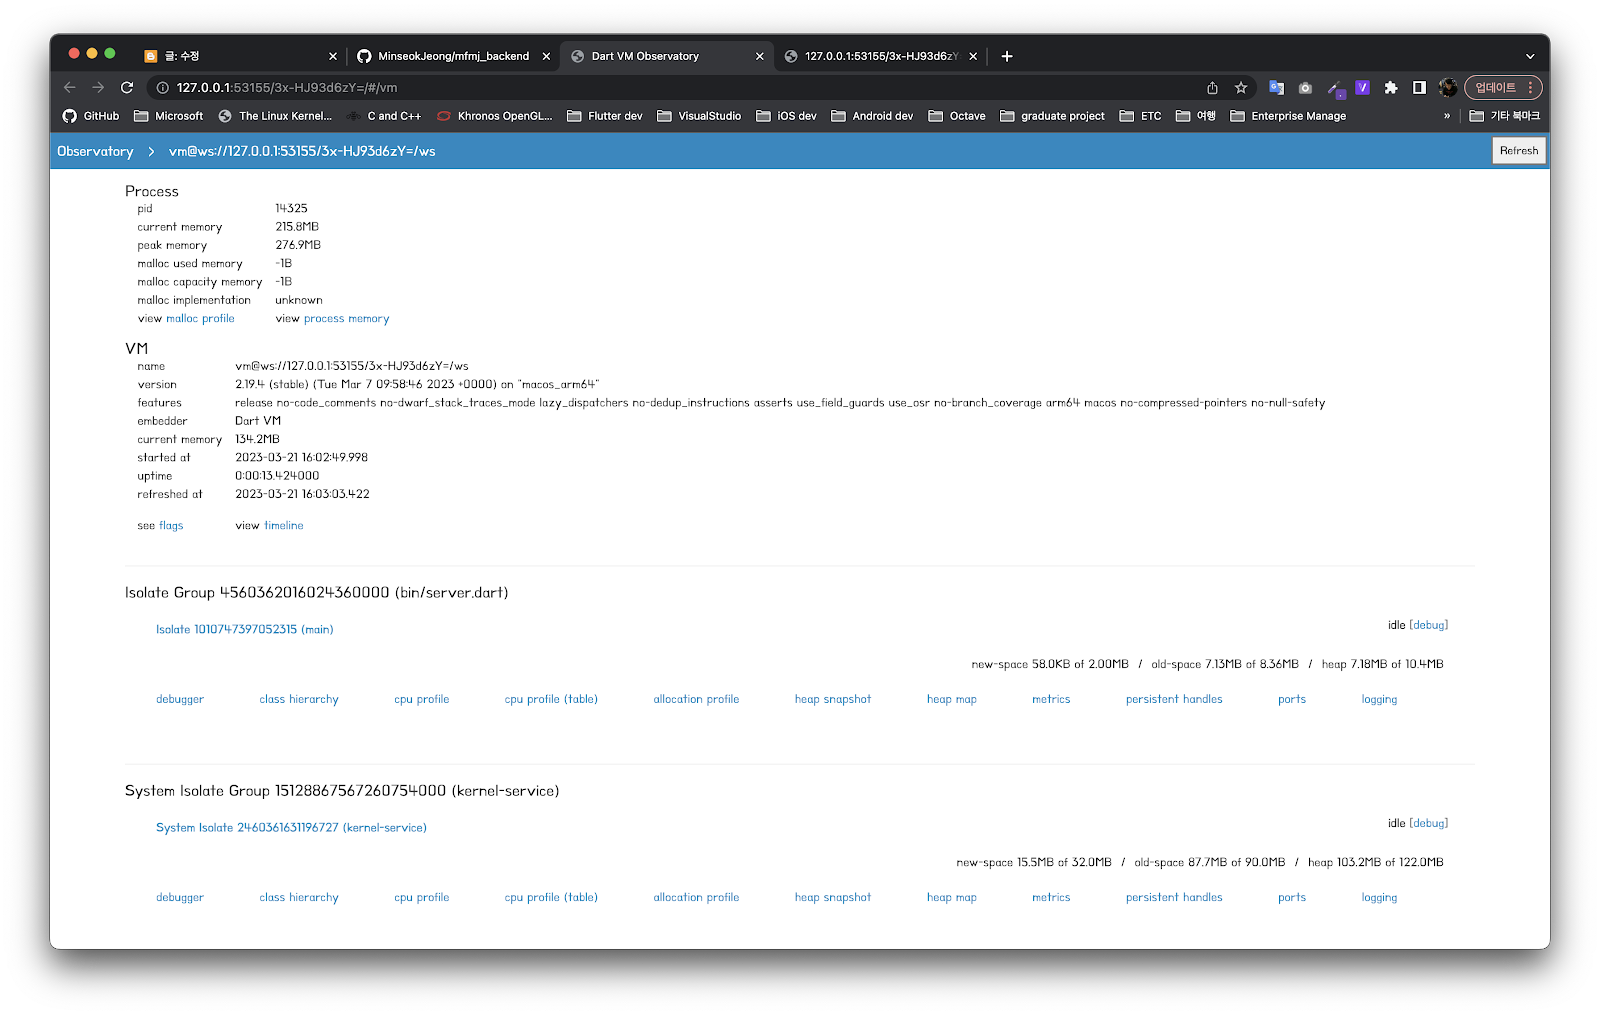 글: 수정
MinseokJeong/mfmj_backend
Dart VM Observatory
127.0.0.1:53155/3x-HJ93d6zY=
127.0.0.1:53155/3x-HJ93d6zY=/#/vm
업데이트
GitHub Microsoft The Linux Kernel... C and C++ Khronos OpenGL... Flutter dev VisualStudio iOS dev Android dev Octave graduate project ETC 여행 Enterprise Manage » 기타 북마크
Observatory > vm@ws://127.0.0.1:53155/3x-HJ93d6zY=/ws Refresh
Process
pid 14325
current memory 215.8MB
peak memory 276.9MB
malloc used memory -1B
malloc capacity memory -1B
malloc implementation unknown
view malloc profile view process memory
VM
name vm@ws://127.0.0.1:53155/3x-HJ93d6zY=/ws
version 2.19.4 (stable) (Tue Mar 7 09:58:46 2023 +0000) on "macos_arm64"
features release no-code_comments no-dwarf_stack_traces_mode lazy_dispatchers no-dedup_instructions asserts use_field_guards use_osr no-branch_coverage arm64 macos no-compressed-pointers no-null-safety
embedder Dart VM
current memory 134.2MB
started at 2023-03-21 16:02:49.998
uptime 0:00:13.424000
refreshed at 2023-03-21 16:03:03.422
see flags view timeline
Isolate Group 4560362016024360000 (bin/server.dart)
Isolate 1010747397052315 (main) idle [debug]
new-space 58.0KB of 2.00MB / old-space 7.13MB of 8.36MB / heap 7.18MB of 10.4MB
debugger class hierarchy cpu profile cpu profile (table) allocation profile heap snapshot heap map metrics persistent handles ports logging
System Isolate Group 15128867567260754000 (kernel-service)
System Isolate 2460361631196727 (kernel-service) idle [debug]
new-space 15.5MB of 32.0MB / old-space 87.7MB of 90.0MB / heap 103.2MB of 122.0MB
debugger class hierarchy cpu profile cpu profile (table) allocation profile heap snapshot heap map metrics persistent handles ports logging